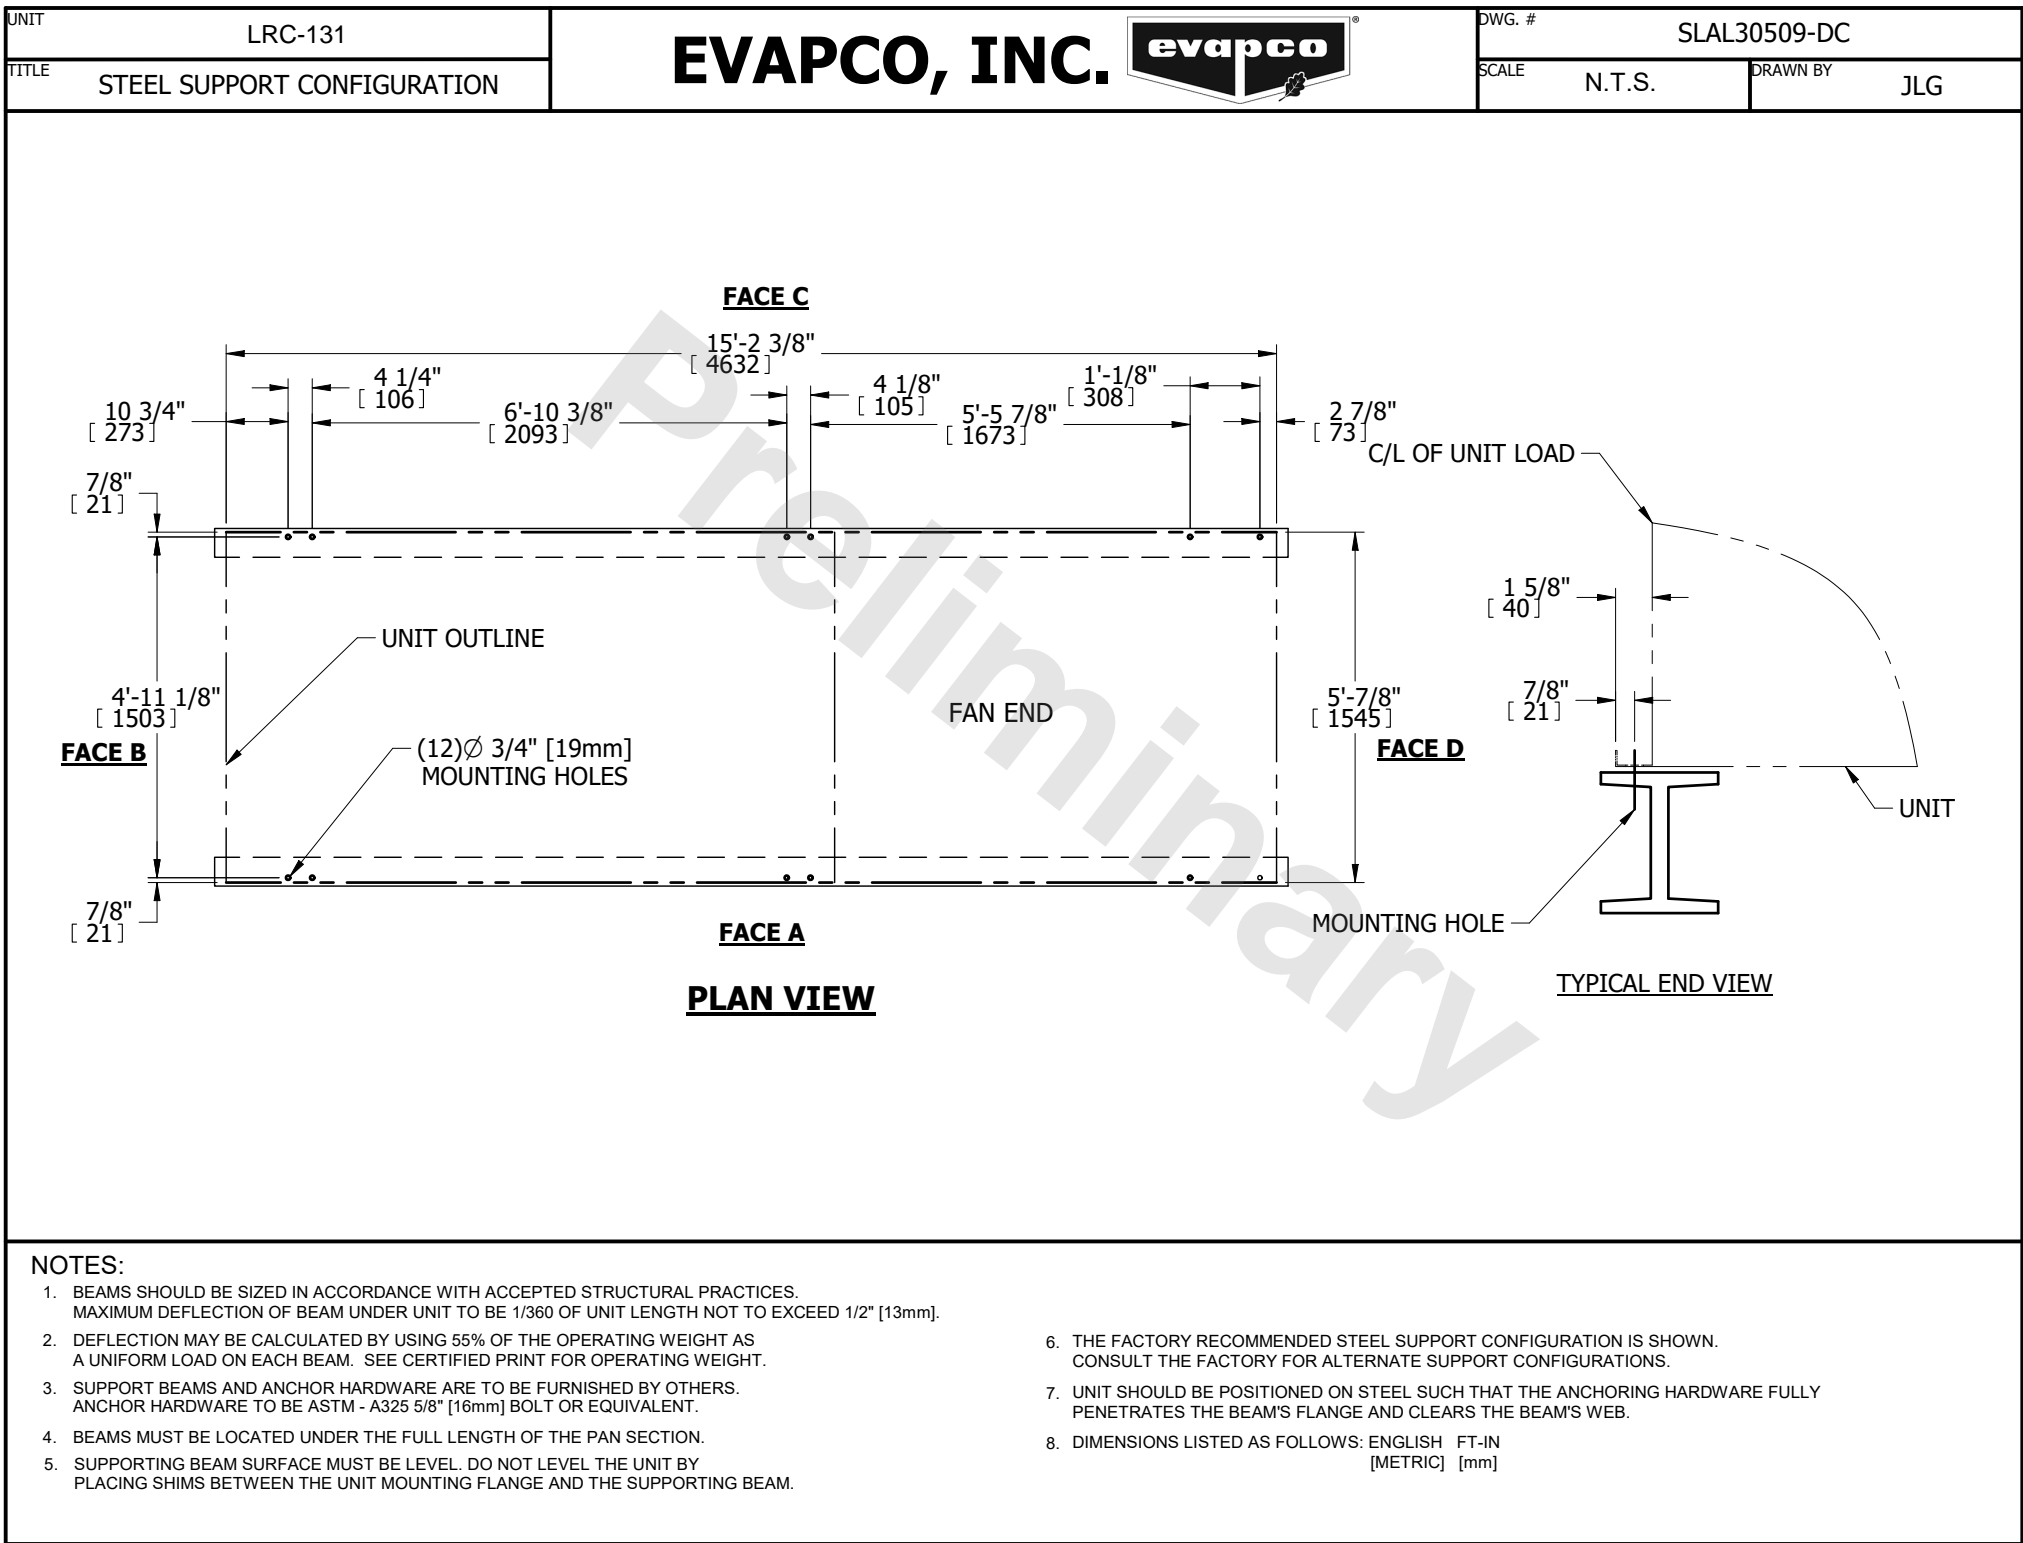 UNIT
LRC-131
TITLE
STEEL SUPPORT CONFIGURATION
EVAPCO, INC.
evapco
®
DWG. #
SLAL30509-DC
SCALE
N.T.S.
DRAWN BY
JLG
FACE C
15'-2 3/8"
[ 4632 ]
4 1/4"
[ 106 ]
4 1/8"
[ 105 ]
1'-1/8"
[ 308 ]
10 3/4"
[ 273 ]
6'-10 3/8"
[ 2093 ]
5'-5 7/8"
[ 1673 ]
2 7/8"
[ 73 ]
C/L OF UNIT LOAD
7/8"
[ 21 ]
1 5/8"
[ 40 ]
UNIT OUTLINE
4'-11 1/8"
[ 1503 ]
FAN END
5'-7/8"
[ 1545 ]
7/8"
[ 21 ]
FACE B
(12)∅ 3/4" [19mm]
MOUNTING HOLES
FACE D
UNIT
7/8"
[ 21 ]
FACE A
MOUNTING HOLE
PLAN VIEW
TYPICAL END VIEW
Preliminary
NOTES:
1. BEAMS SHOULD BE SIZED IN ACCORDANCE WITH ACCEPTED STRUCTURAL PRACTICES.
MAXIMUM DEFLECTION OF BEAM UNDER UNIT TO BE 1/360 OF UNIT LENGTH NOT TO EXCEED 1/2" [13mm].
2. DEFLECTION MAY BE CALCULATED BY USING 55% OF THE OPERATING WEIGHT AS
A UNIFORM LOAD ON EACH BEAM. SEE CERTIFIED PRINT FOR OPERATING WEIGHT.
3. SUPPORT BEAMS AND ANCHOR HARDWARE ARE TO BE FURNISHED BY OTHERS.
ANCHOR HARDWARE TO BE ASTM - A325 5/8" [16mm] BOLT OR EQUIVALENT.
4. BEAMS MUST BE LOCATED UNDER THE FULL LENGTH OF THE PAN SECTION.
5. SUPPORTING BEAM SURFACE MUST BE LEVEL. DO NOT LEVEL THE UNIT BY
PLACING SHIMS BETWEEN THE UNIT MOUNTING FLANGE AND THE SUPPORTING BEAM.
6. THE FACTORY RECOMMENDED STEEL SUPPORT CONFIGURATION IS SHOWN.
CONSULT THE FACTORY FOR ALTERNATE SUPPORT CONFIGURATIONS.
7. UNIT SHOULD BE POSITIONED ON STEEL SUCH THAT THE ANCHORING HARDWARE FULLY
PENETRATES THE BEAM'S FLANGE AND CLEARS THE BEAM'S WEB.
8. DIMENSIONS LISTED AS FOLLOWS: ENGLISH FT-IN
[METRIC] [mm]